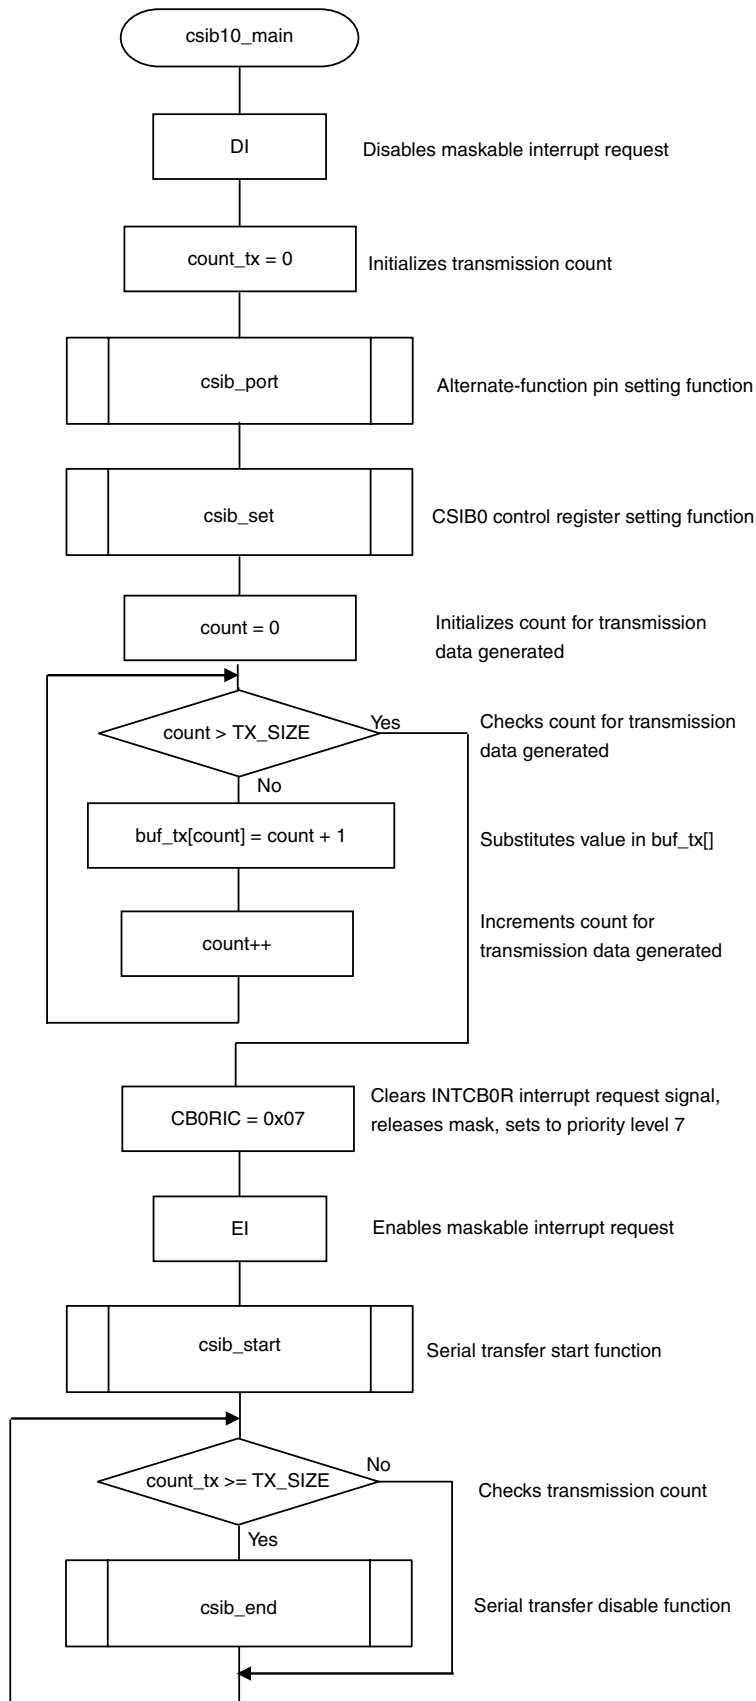 csib10_main
DI
Disables maskable interrupt request
count_tx = 0
Initializes transmission count
csib_port
Alternate-function pin setting function
csib_set
CSIB0 control register setting function
count = 0
Initializes count for transmission
data generated
count > TX_SIZE
Yes
Checks count for transmission
data generated
No
buf_tx[count] = count + 1
Substitutes value in buf_tx[]
count++
Increments count for
transmission data generated
CB0RIC = 0x07
Clears INTCB0R interrupt request signal,
releases mask, sets to priority level 7
EI
Enables maskable interrupt request
csib_start
Serial transfer start function
count_tx >= TX_SIZE
No
Checks transmission count
Yes
csib_end
Serial transfer disable function